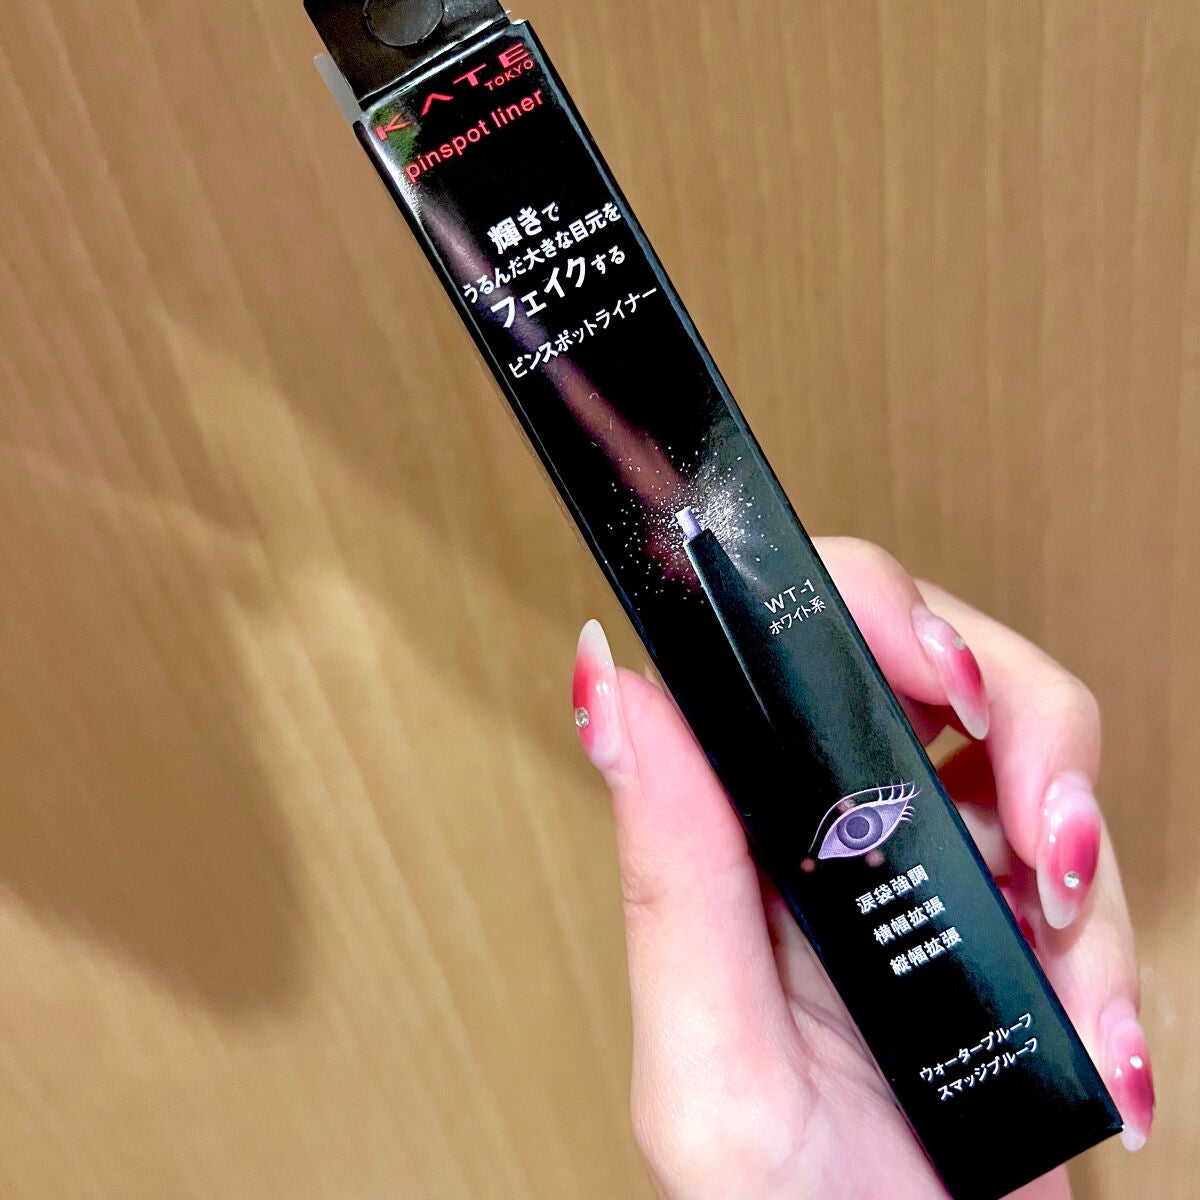 KATE
TOKYO
pinspot liner
輝きで
うるんだ大きな目元を
フェイクする
ピンスポットライナー
WT-1
ホワイト系
涙袋強調
横幅拡張
縦幅拡張
ウォータープルーフ
スマッジプルーフ